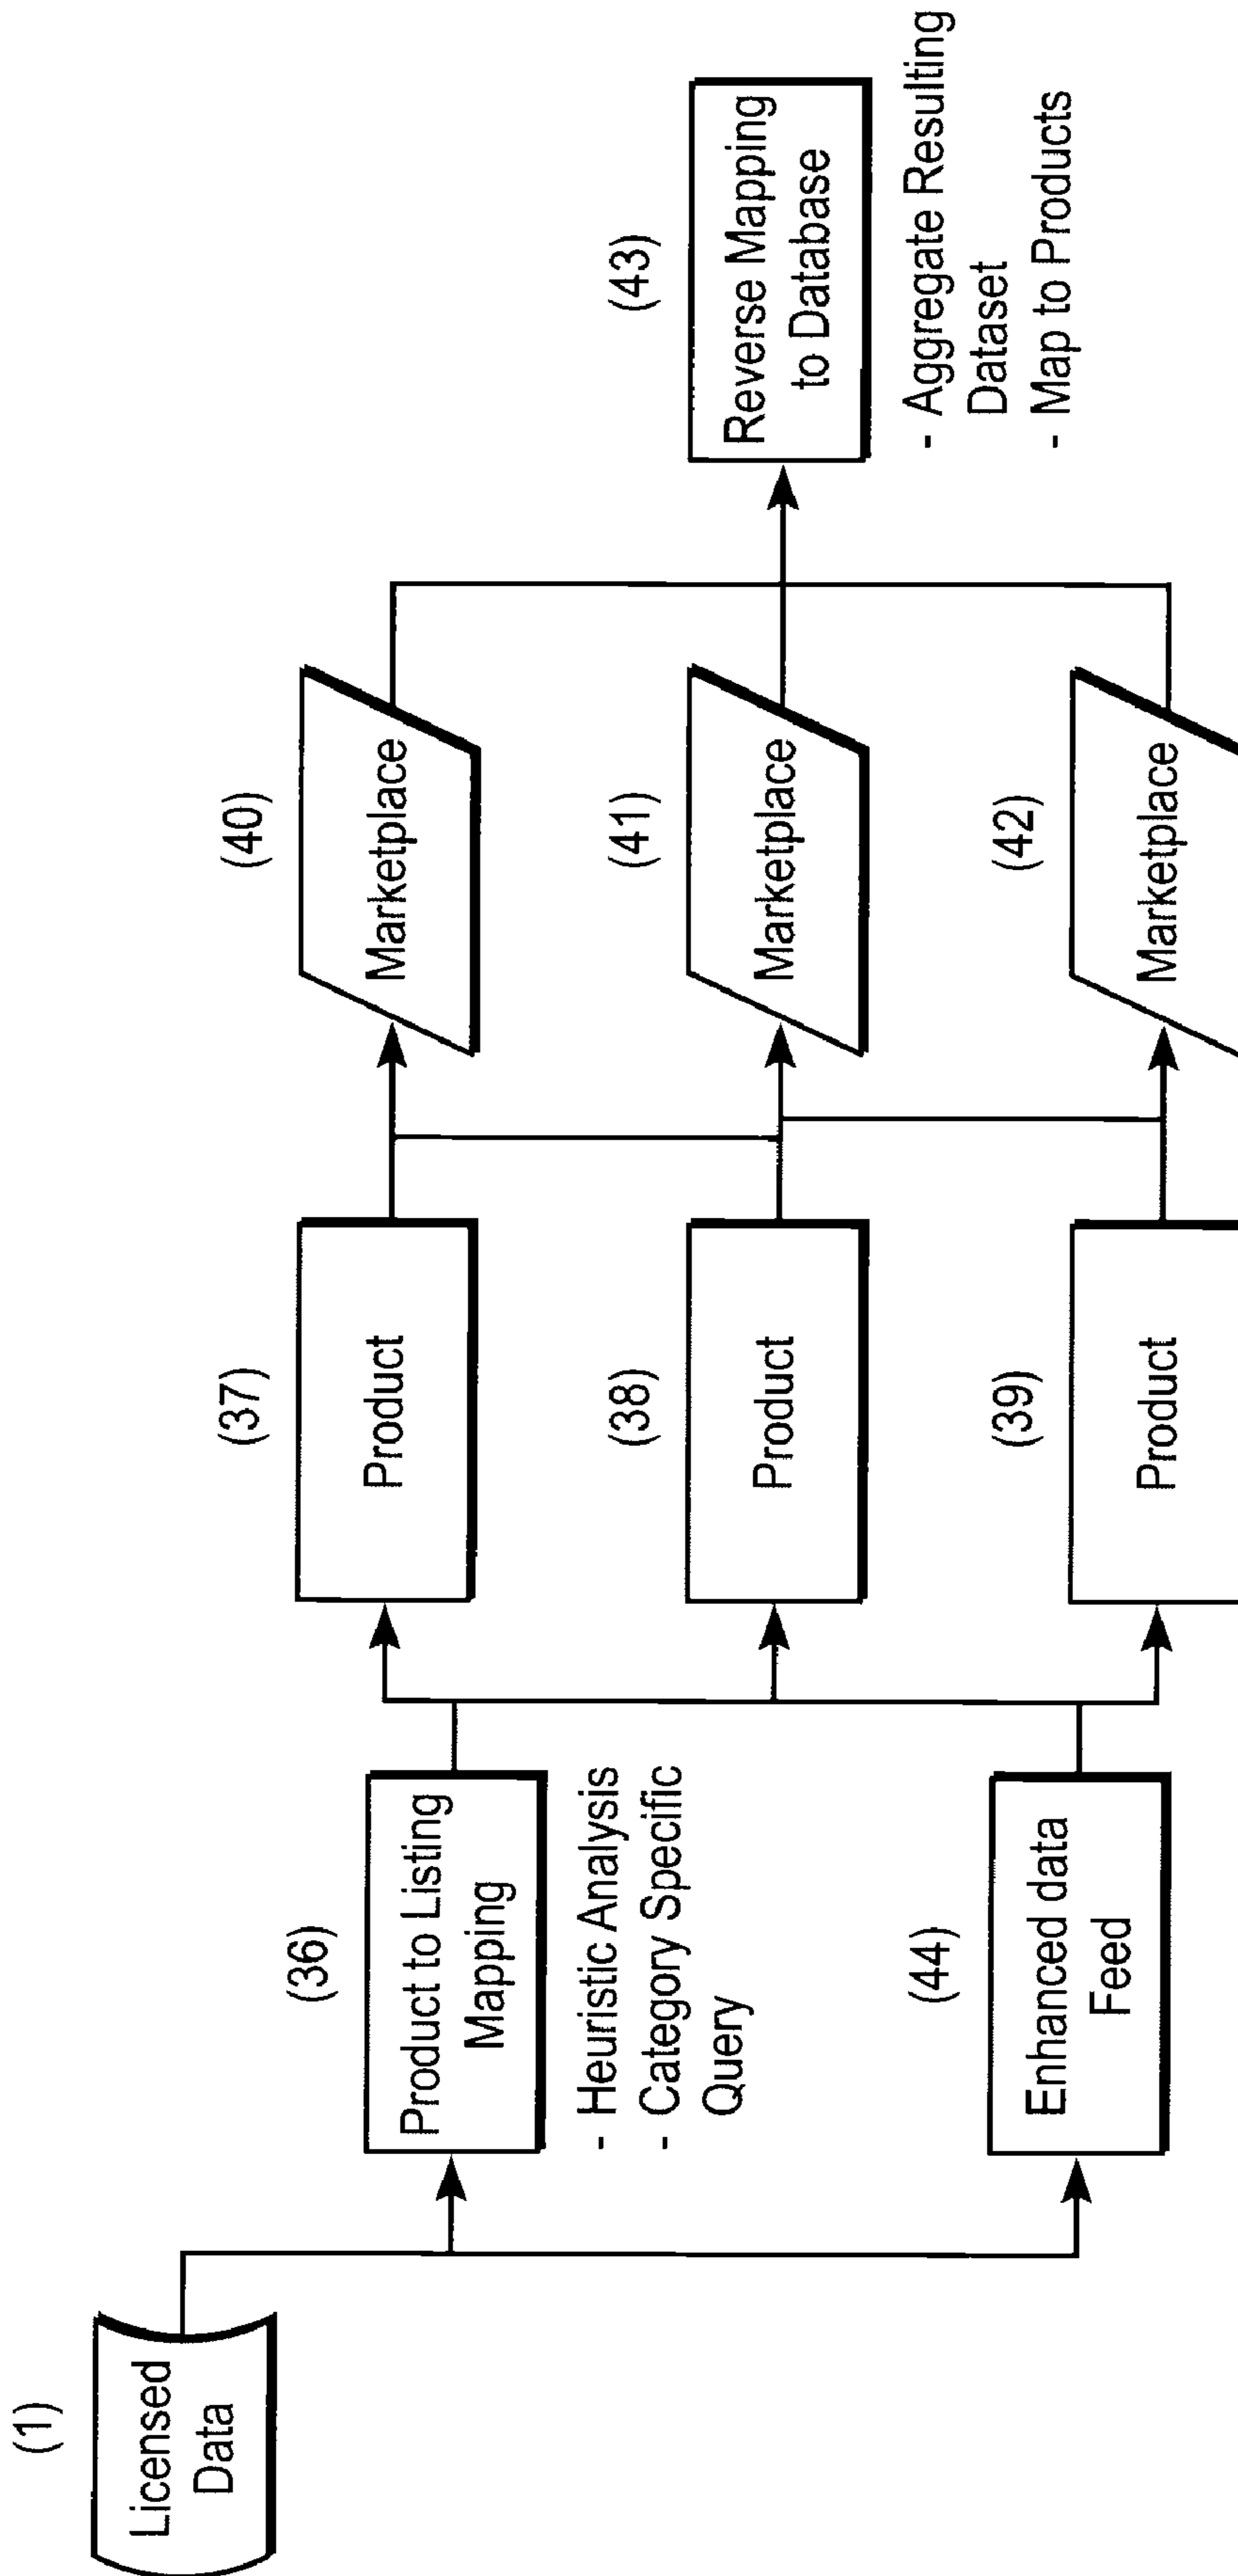 (1)
Licensed
Data
(36)
Product to Listing
Mapping
- Heuristic Analysis
- Category Specific
Query
(44)
Enhanced data
Feed
(37)
Product
(38)
Product
(39)
Product
(40)
Marketplace
(41)
Marketplace
(42)
Marketplace
(43)
Reverse Mapping
to Database
- Aggregate Resulting
Dataset
- Map to Products